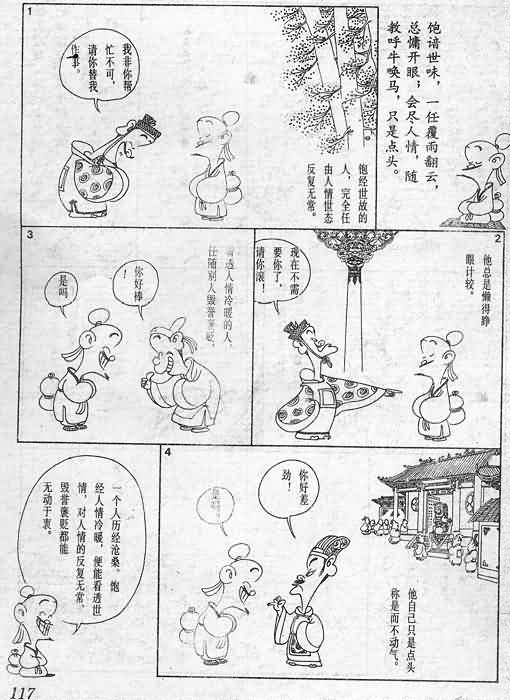 饱谙世味，一任覆雨翻云，
总慵开眼；会尽人情，随
教呼牛唤马，只是点头。
1
饱经世故的
人，完全任
由人情世态
反复无常。
我非你帮
忙不可，
请你替我
作事。
2
他总是懒得睁
眼计较。
现在不需
要你了，
请你滚！
3
看透人情冷暖的人，
任随别人毁誉褒贬，
你好棒
！
是吗
4
他自己只是点头
称是而不动气。
你好差
劲！
一个人历经沧桑、饱
经人情冷暖，便能看透世
情，对人情的反复无常，
毁誉褒贬都能
无动于衷。
117